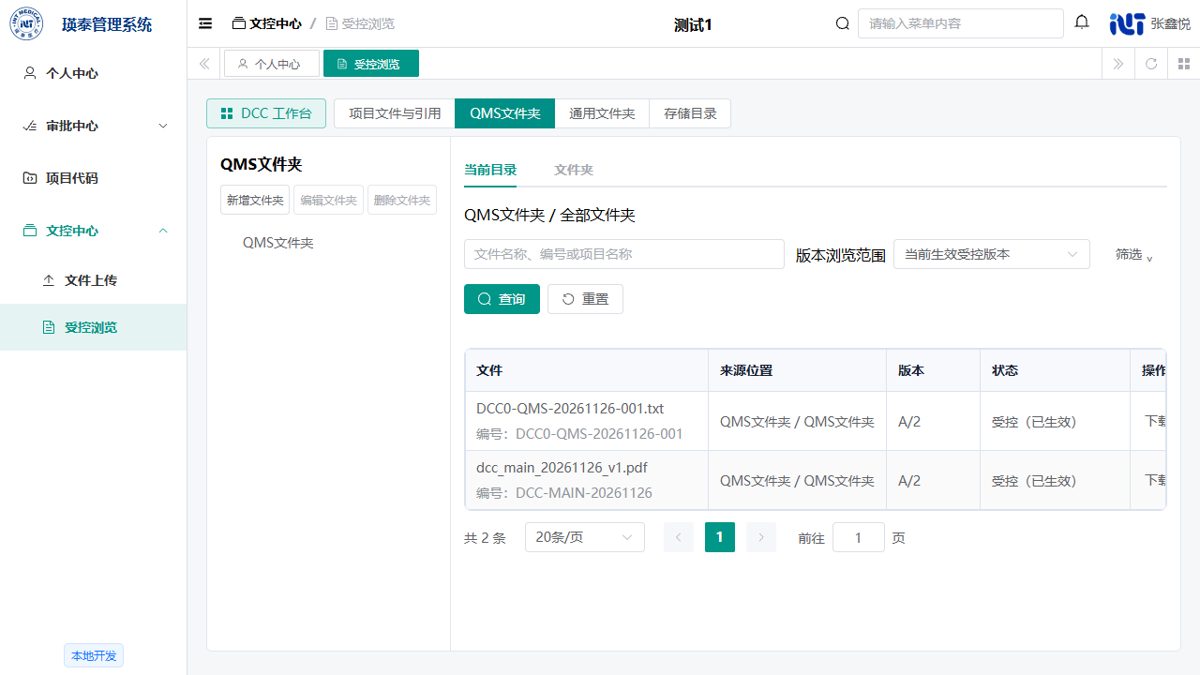 瑛泰管理系统
文控中心 / 受控浏览
测试1
请输入菜单内容
张鑫悦
个人中心
受控浏览
个人中心
审批中心
项目代码
文控中心
文件上传
受控浏览
本地开发
DCC 工作台
项目文件与引用
QMS文件夹
通用文件夹
存储目录
QMS文件夹
新增文件夹
编辑文件夹
删除文件夹
QMS文件夹
当前目录
文件夹
QMS文件夹 / 全部文件夹
文件名称、编号或项目名称
版本浏览范围
当前生效受控版本
筛选
查询
重置
文件 来源位置 版本 状态 操作
DCC0-QMS-20261126-001.txt
编号：DCC0-QMS-20261126-001
QMS文件夹 / QMS文件夹 A/2 受控（已生效） 下载
dcc_main_20261126_v1.pdf
编号：DCC-MAIN-20261126
QMS文件夹 / QMS文件夹 A/2 受控（已生效） 下载
共 2 条 20条/页 1 前往 1 页